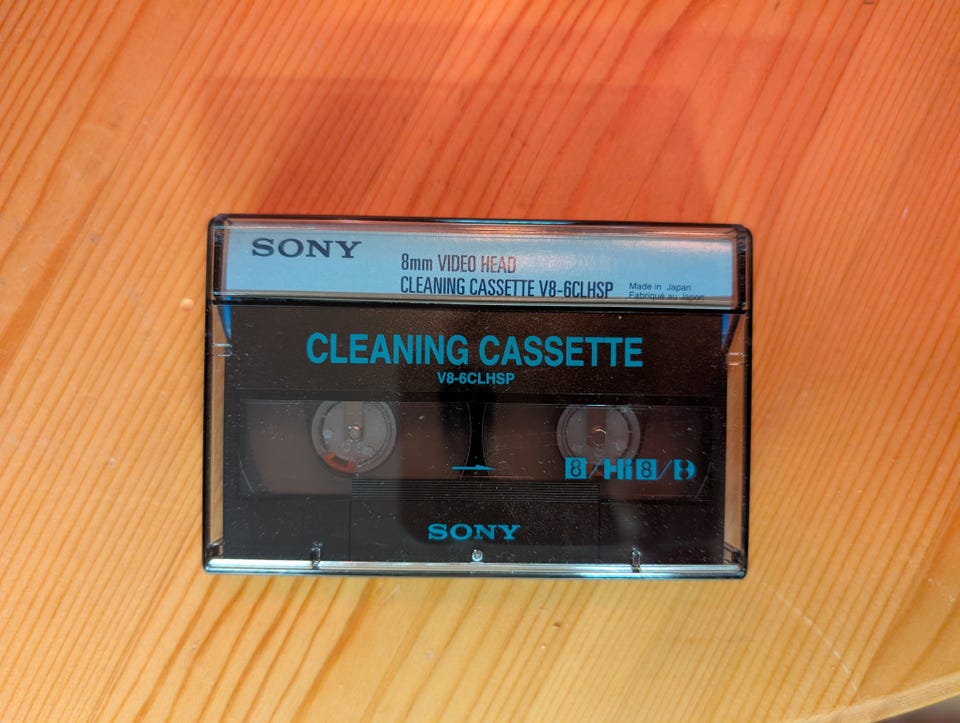 SONY
8mm VIDEO HEAD
CLEANING CASSETTE V8-6CLHSP
Made in Japan
Fabriqué au Japon
CLEANING CASSETTE
V8-6CLHSP
8/Hi8/D
SONY